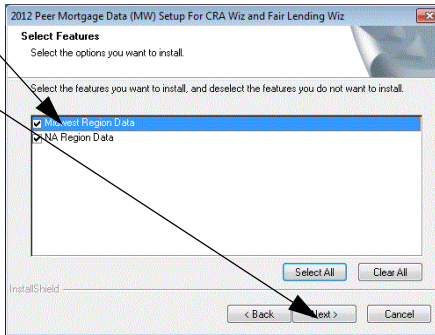 2012 Peer Mortgage Data (MW) Setup For CRA Wiz and Fair Lending Wiz
Select Features
Select the options you want to install.
Select the features you want to install, and deselect the features you do not want to install.
Midwest Region Data
NA Region Data
Select All Clear All
InstallShield
< Back Next > Cancel